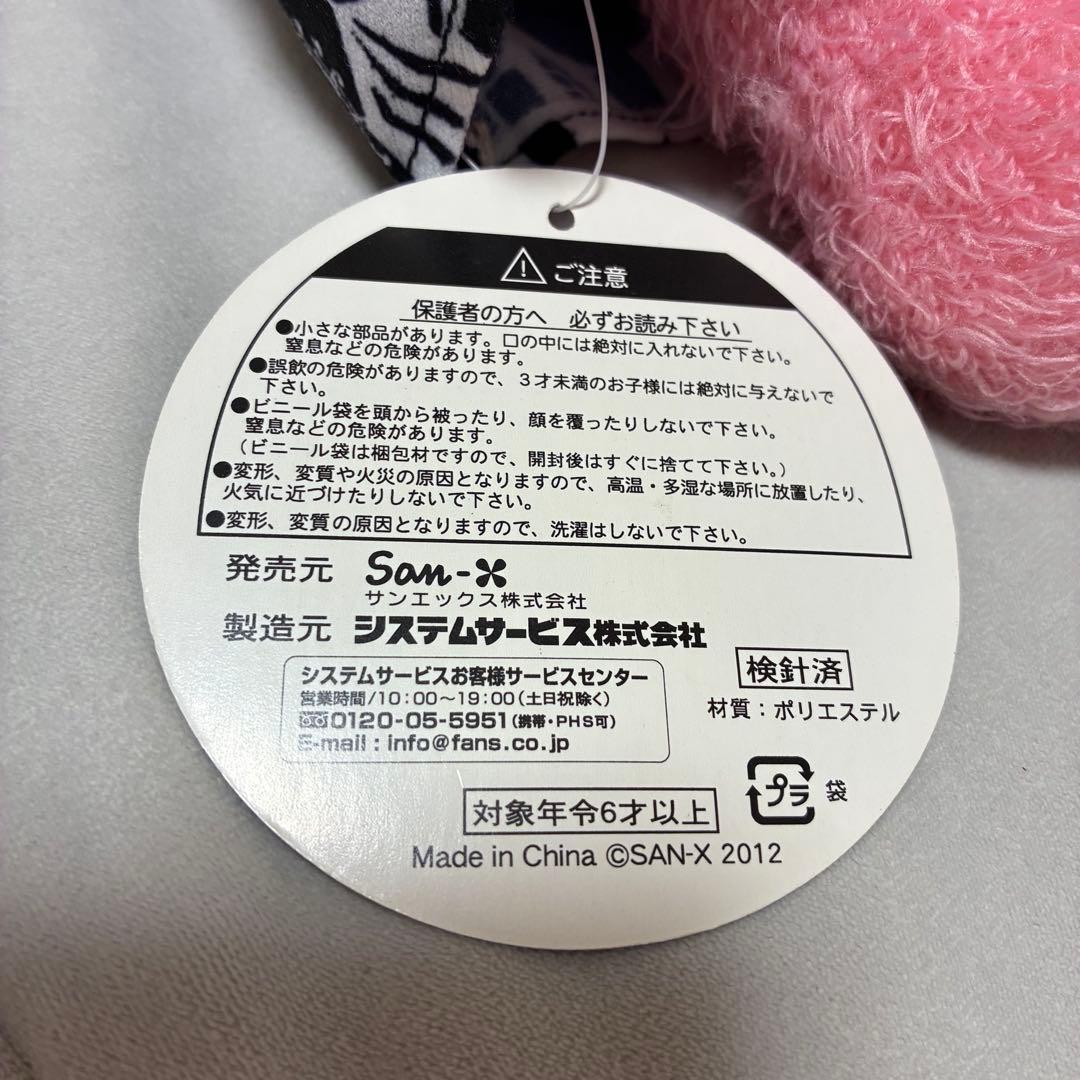 ご注意
保護者の方へ 必ずお読み下さい
●小さな部品があります。口の中には絶対に入れないで下さい。
窒息などの危険があります。
●誤飲の危険がありますので、3才未満のお子様には絶対に与えないで
下さい。
●ビニール袋を頭から被ったり、顔を覆ったりしないで下さい。
窒息などの危険があります。
(ビニール袋は梱包材ですので、開封後はすぐに捨てて下さい。)
●変形、変質や火災の原因となりますので、高温・多湿な場所に放置したり、
火気に近づけたりしないで下さい。
●変形、変質の原因となりますので、洗濯はしないで下さい。
発売元 San-X
サンエックス株式会社
製造元 システムサービス株式会社
システムサービスお客様サービスセンター
営業時間/10:00~19:00(土日祝除く)
0120-05-5951(携帯・PHS可)
E-mail : info@fans.co.jp
検針済
材質:ポリエステル
プラ 袋
対象年令6才以上
Made in China ©SAN-X 2012